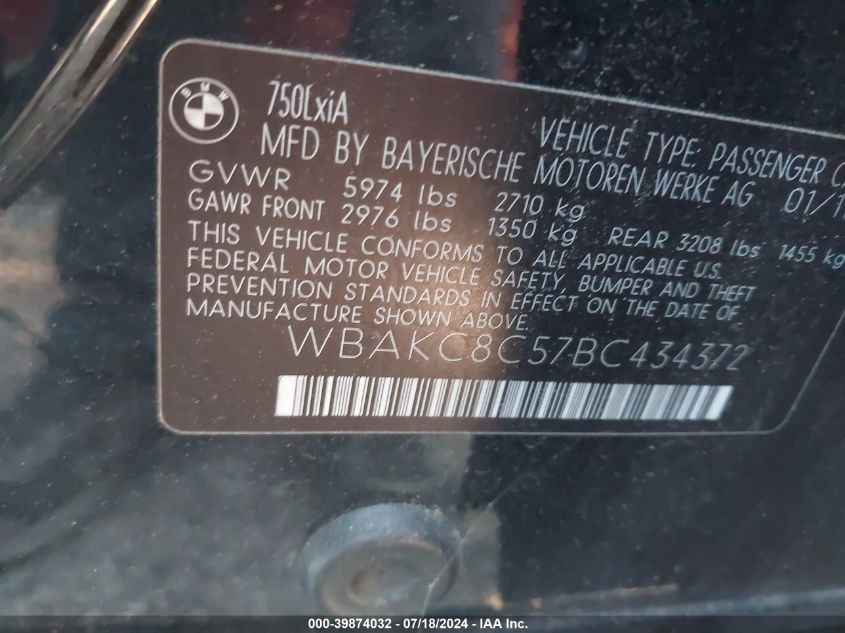 BMW
750LxiA
VEHICLE TYPE: PASSENGER
MFD BY BAYERISCHE MOTOREN WERKE AG 01/1
GVWR 5974 lbs 2710 kg
GAWR FRONT 2976 lbs 1350 kg REAR 3208 lbs 1455 kg
THIS VEHICLE CONFORMS TO ALL APPLICABLE U.S.
FEDERAL MOTOR VEHICLE SAFETY, BUMPER AND THEFT
PREVENTION STANDARDS IN EFFECT ON THE DATE OF
MANUFACTURE SHOWN ABOVE.
WBAKC8C57BC434372
000-39874032 - 07/18/2024 - IAA Inc.